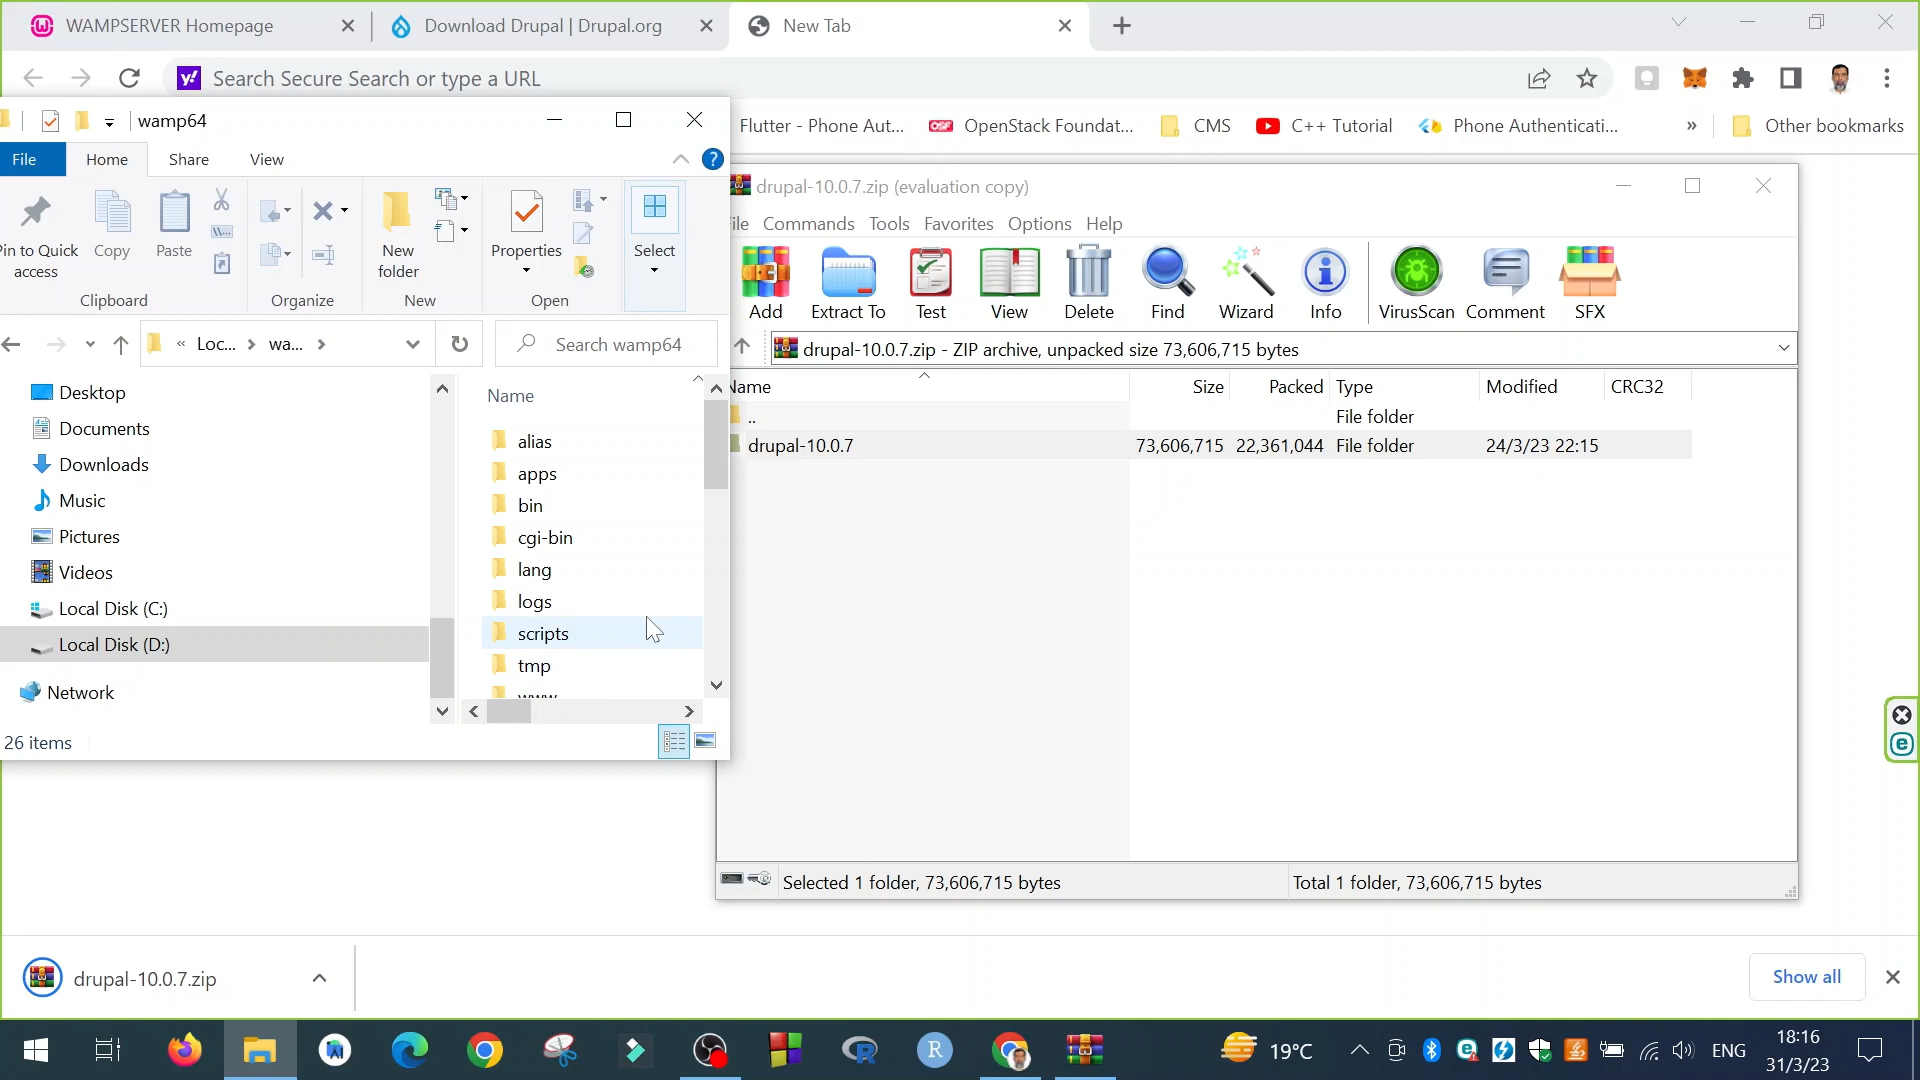 WAMPSERVER Homepage
Download Drupal | Drupal.org
New Tab
Search Secure Search or type a URL
Flutter - Phone Aut...
OpenStack Foundat...
CMS
C++ Tutorial
Phone Authenticati...
»
Other bookmarks
wamp64
File
Home
Share
View
Pin to Quick access
Copy
Paste
Clipboard
Organize
New folder
New
Properties
Open
Select
« Loc... > wa... >
Search wamp64
Desktop
Documents
Downloads
Music
Pictures
Videos
Local Disk (C:)
Local Disk (D:)
Network
Name
alias
apps
bin
cgi-bin
lang
logs
scripts
tmp
www
26 items
drupal-10.0.7.zip (evaluation copy)
File Commands Tools Favorites Options Help
Add
Extract To
Test
View
Delete
Find
Wizard
Info
VirusScan
Comment
SFX
drupal-10.0.7.zip - ZIP archive, unpacked size 73,606,715 bytes
Name Size Packed Type Modified CRC32
.. File folder
drupal-10.0.7 73,606,715 22,361,044 File folder 24/3/23 22:15
Selected 1 folder, 73,606,715 bytes
Total 1 folder, 73,606,715 bytes
drupal-10.0.7.zip
Show all
19°C
ENG
18:16
31/3/23